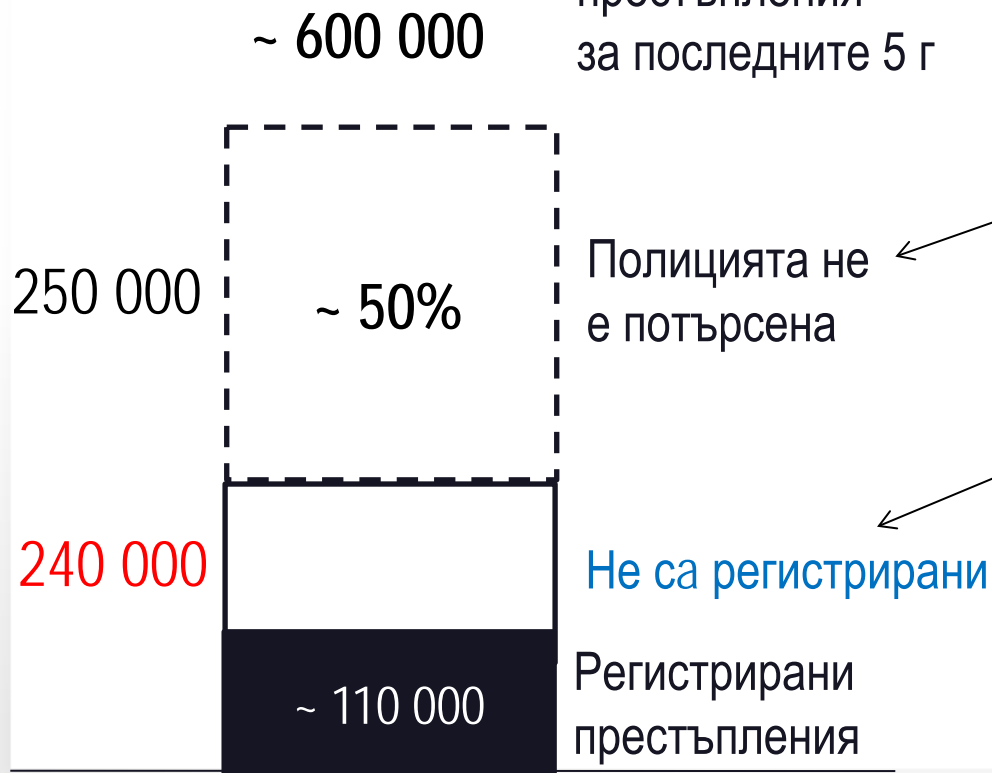 ~ 600 000
за последните 5 г
250 000
~ 50%
Полицията не
е потърсена
240 000
Не са регистрирани
~ 110 000
Регистрирани
престъпления